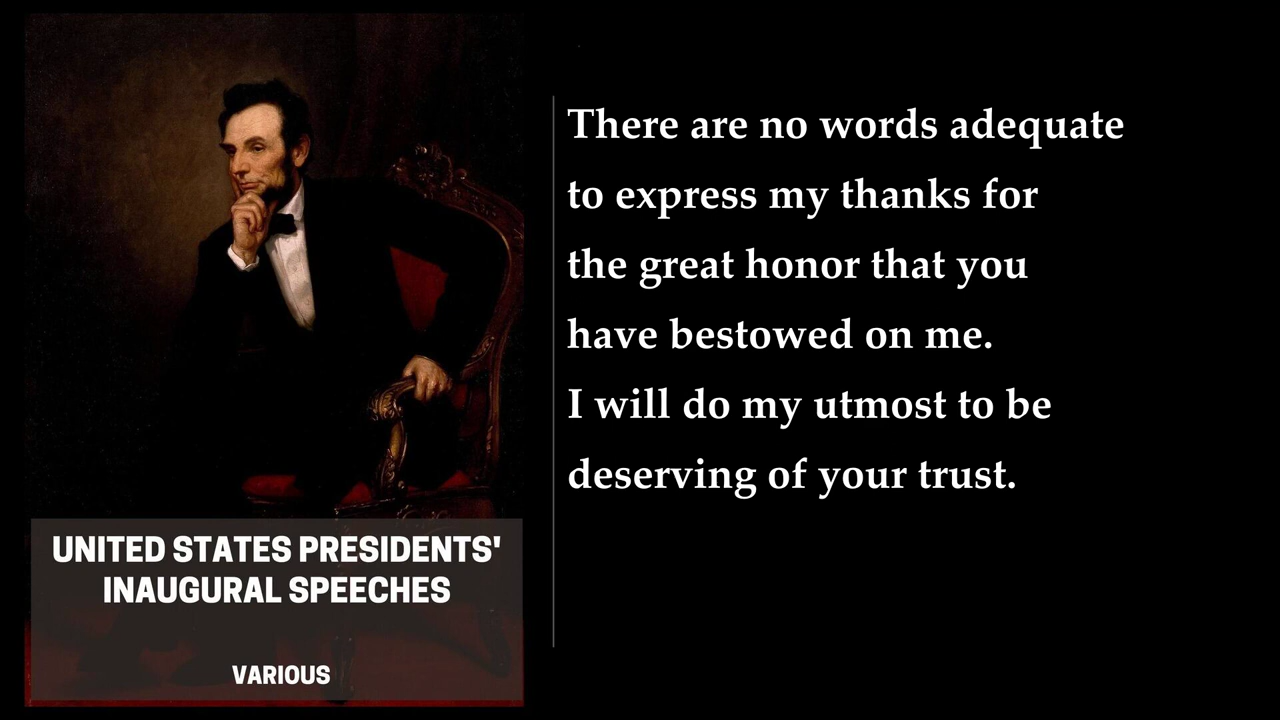 There are no words adequate
to express my thanks for
the great honor that you
have bestowed on me.
I will do my utmost to be
deserving of your trust.
UNITED STATES PRESIDENTS'
INAUGURAL SPEECHES
VARIOUS